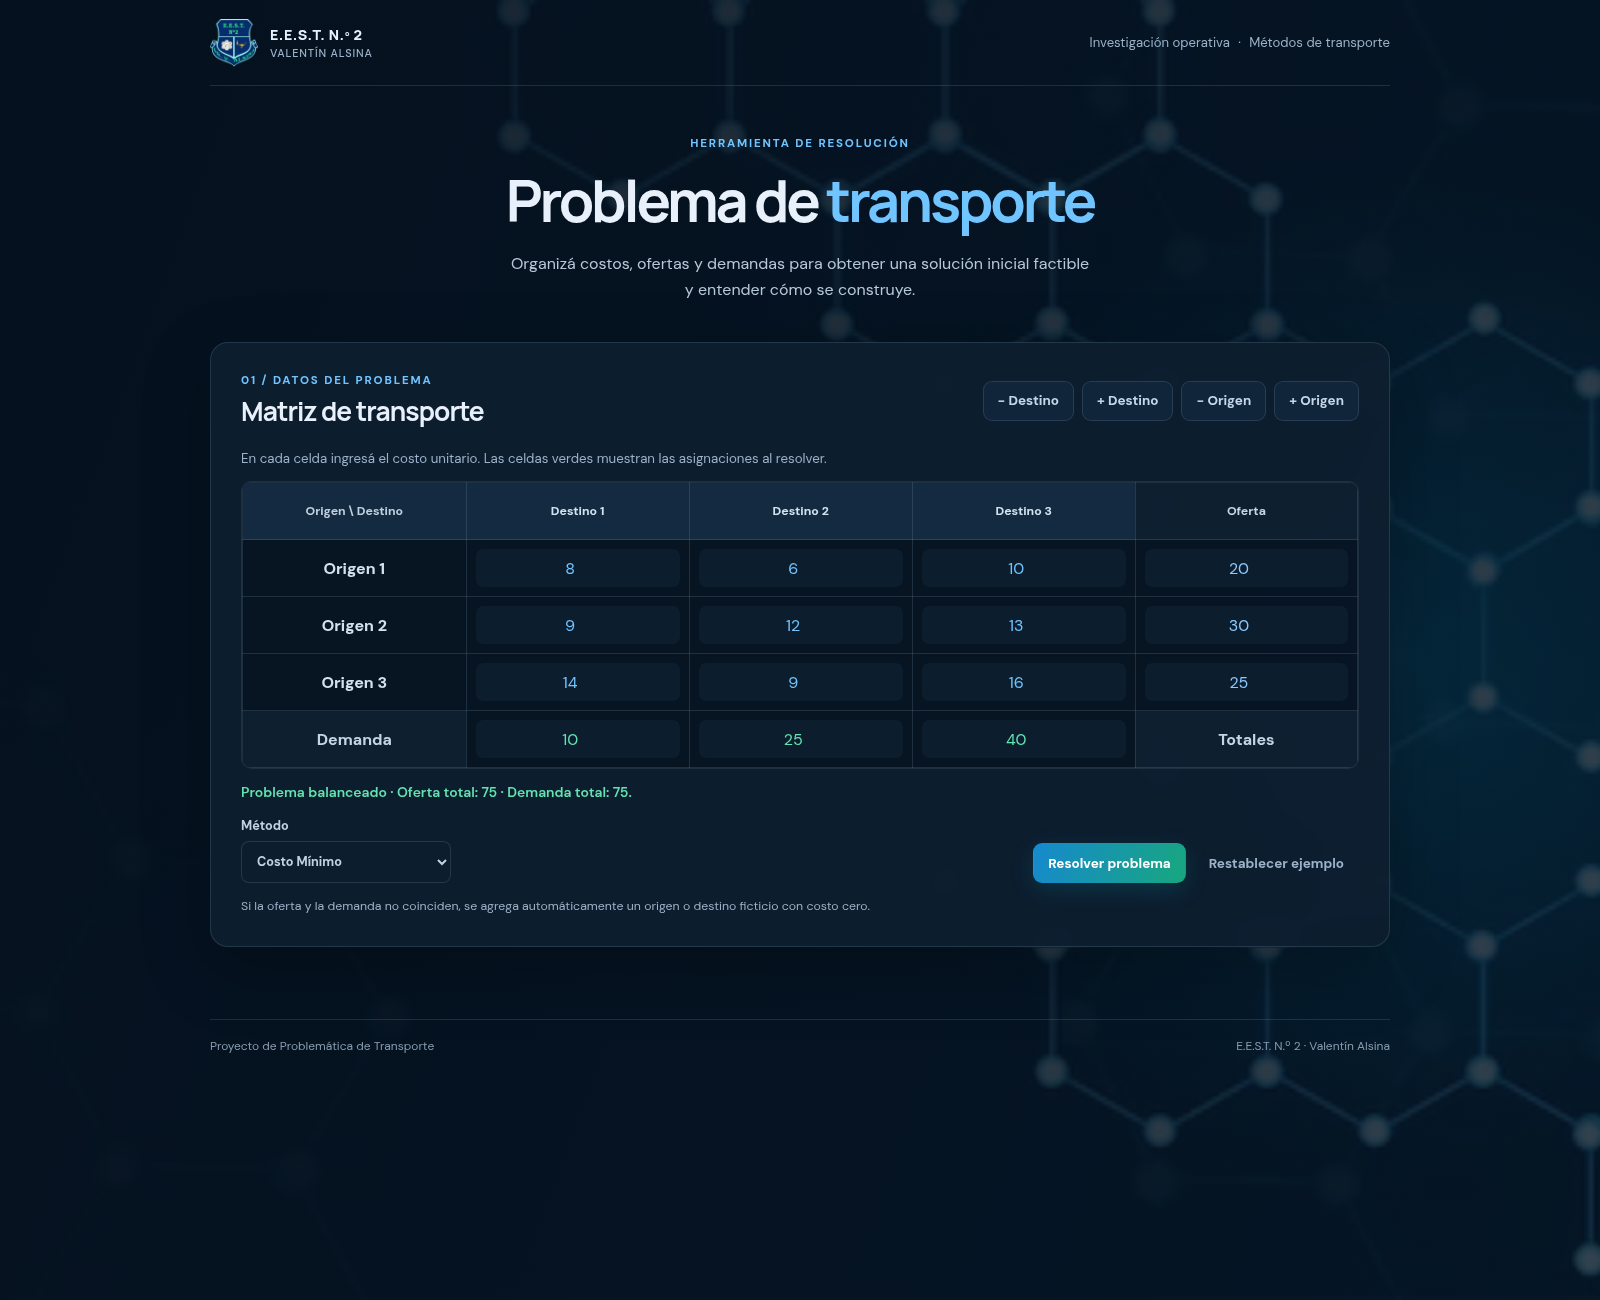 E.E.S.T.
Nº2
E.E.S.T. N.º 2
VALENTÍN ALSINA
Investigación operativa · Métodos de transporte
HERRAMIENTA DE RESOLUCIÓN
Problema de transporte
Organizá costos, ofertas y demandas para obtener una solución inicial factible
y entender cómo se construye.
01 / DATOS DEL PROBLEMA
Matriz de transporte
− Destino + Destino − Origen + Origen
En cada celda ingresá el costo unitario. Las celdas verdes muestran las asignaciones al resolver.
Origen \ Destino Destino 1 Destino 2 Destino 3 Oferta
Origen 1 8 6 10 20
Origen 2 9 12 13 30
Origen 3 14 9 16 25
Demanda 10 25 40 Totales
Problema balanceado · Oferta total: 75 · Demanda total: 75.
Método
Costo Mínimo
Resolver problema Restablecer ejemplo
Si la oferta y la demanda no coinciden, se agrega automáticamente un origen o destino ficticio con costo cero.
Proyecto de Problemática de Transporte
E.E.S.T. N.º 2 · Valentín Alsina